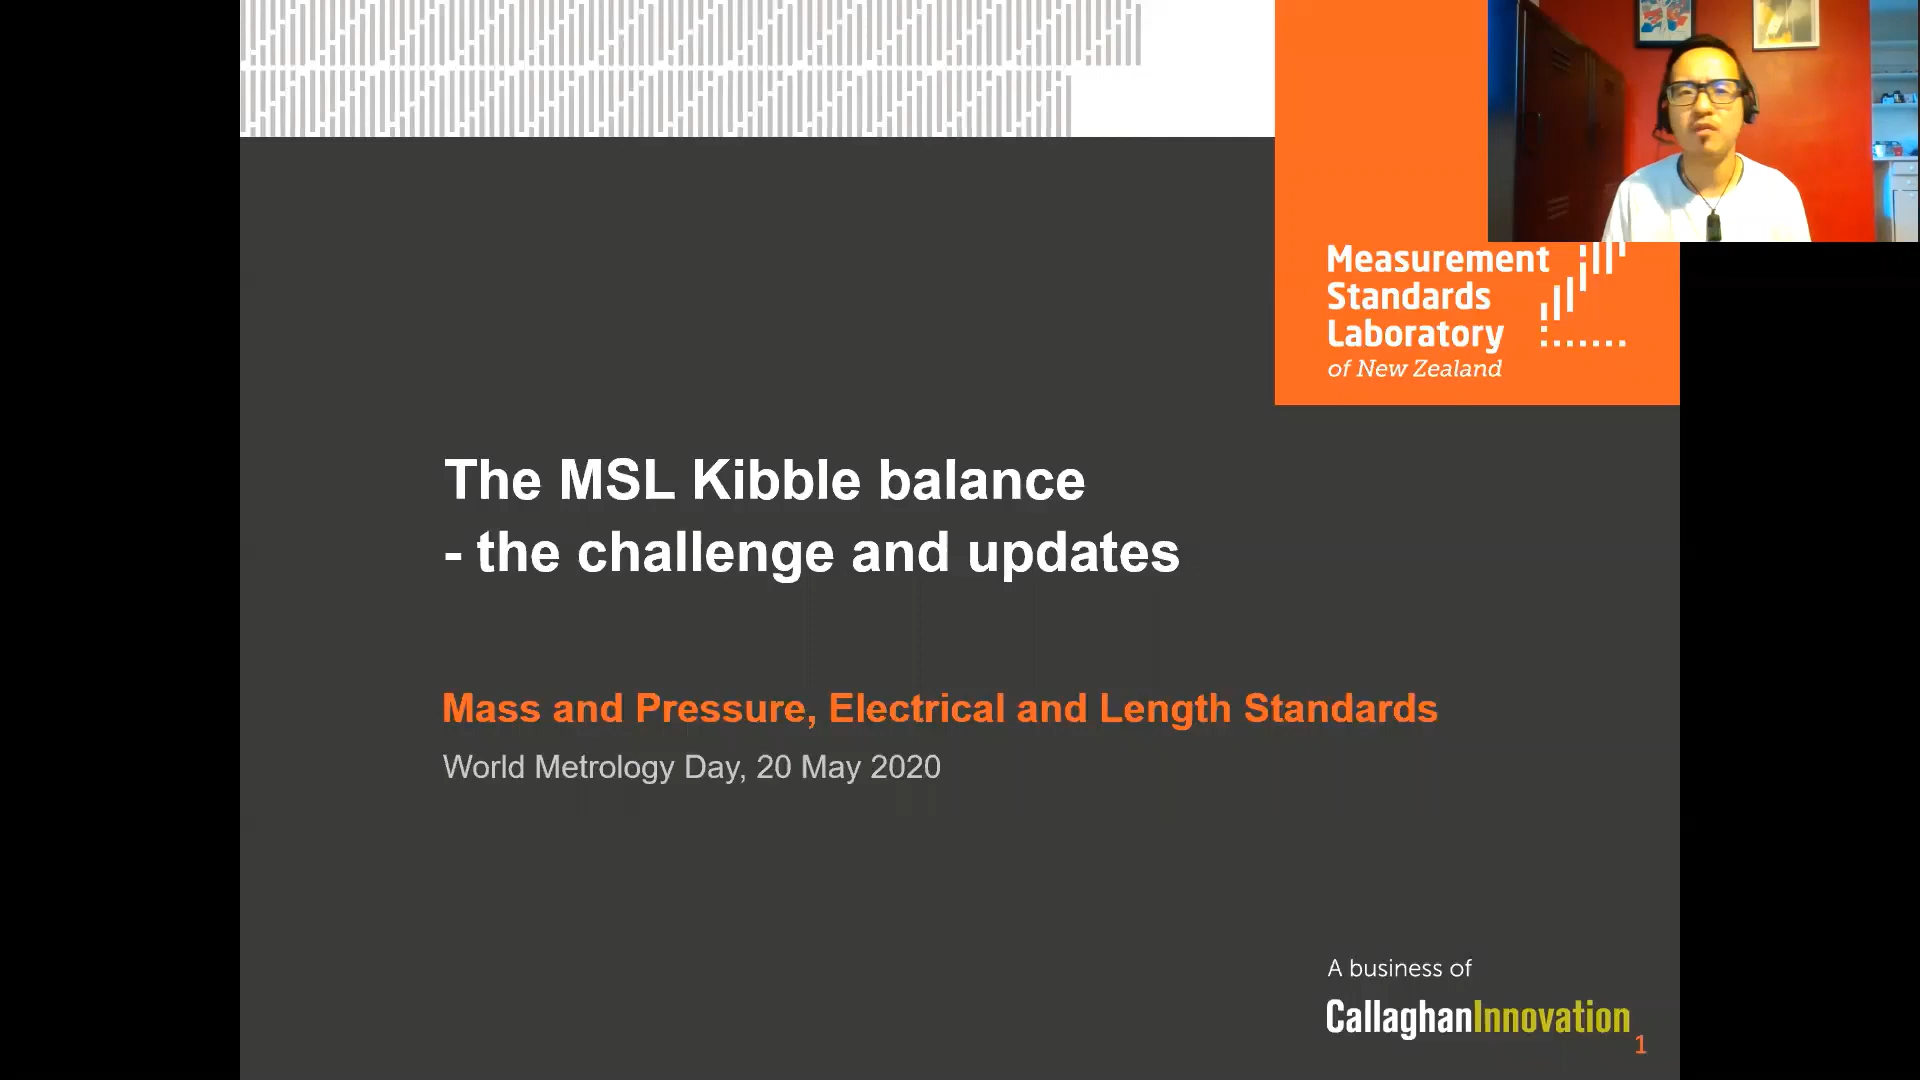 Measurement
Standards
Laboratory
of New Zealand
The MSL Kibble balance
- the challenge and updates
Mass and Pressure, Electrical and Length Standards
World Metrology Day, 20 May 2020
A business of
CallaghanInnovation
1